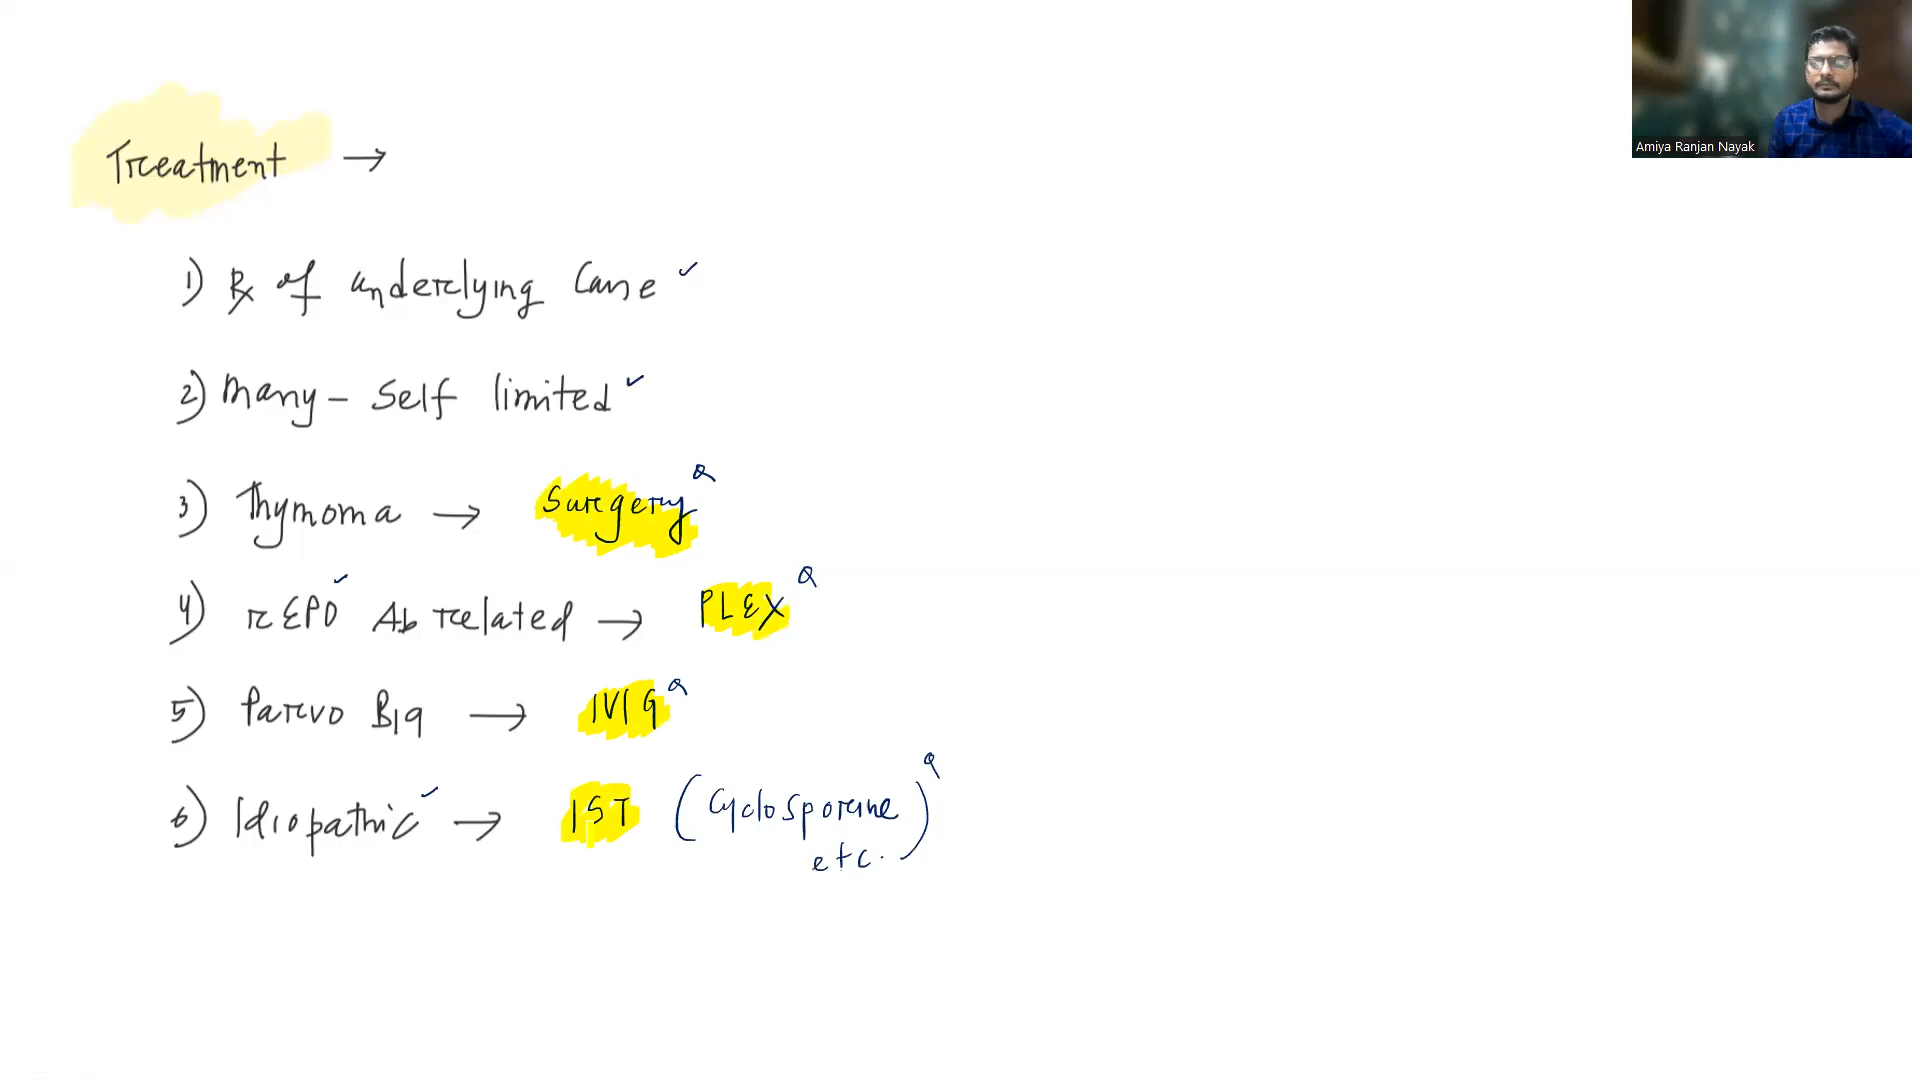 Amiya Ranjan Nayak
Treatment →
1) Rx of underlying Cause ✓
2) Many - Self limited ✓
3) Thymoma → Surgery Q
4) rEPO ✓ Ab related → PLEX Q
5) Parvo B19 → IVIG Q
6) Idiopathic ✓ → IST (Cyclosporine Q
etc.)